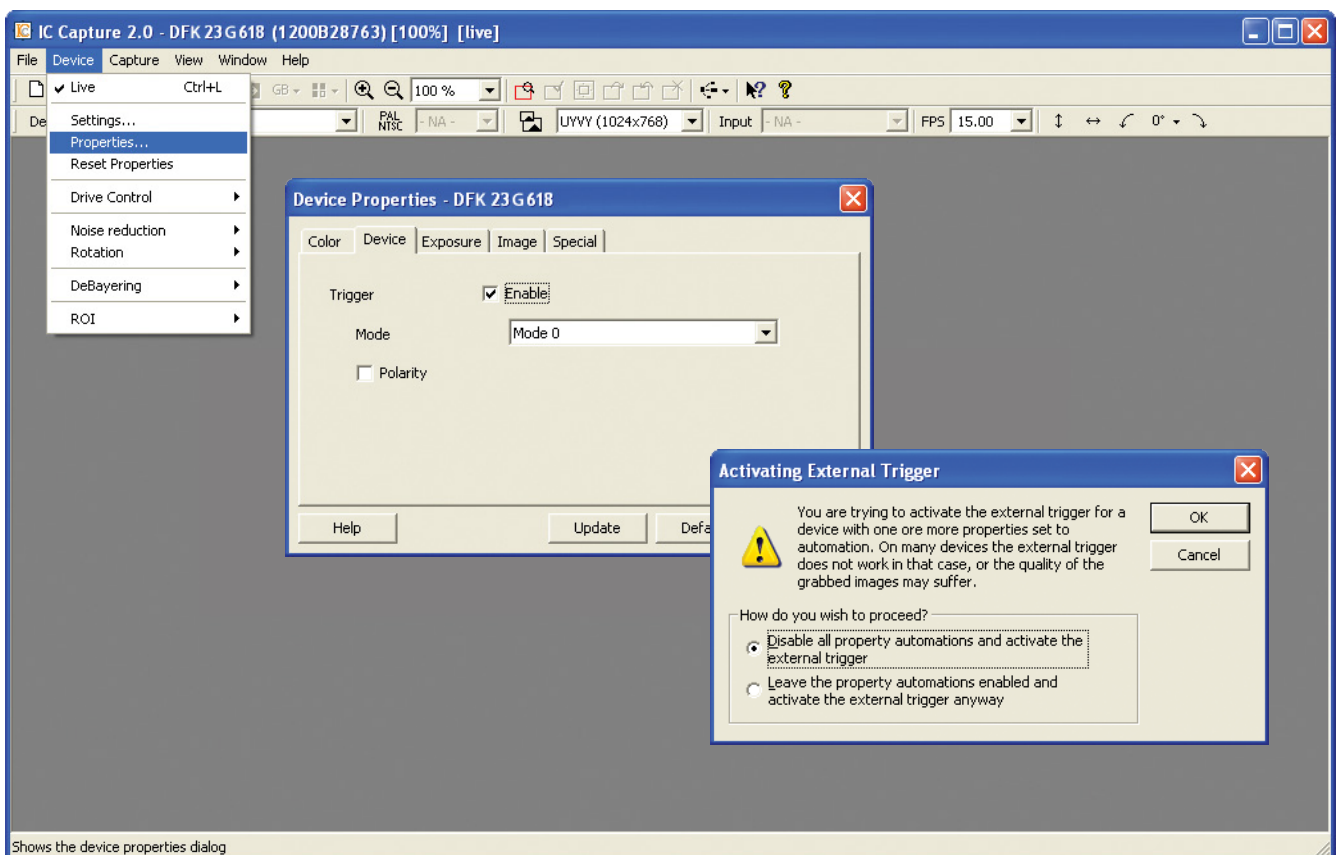 IC Capture 2.0 - DFK 23G618 (1200B28763) [100%] [live]
File Device Capture View Window Help
Live Ctrl+L
Settings...
Properties...
Reset Properties
Drive Control
Noise reduction
Rotation
DeBayering
ROI
GB 100 %
De PAL NTSC - NA - UYVY (1024x768) Input - NA - FPS 15.00 0°
Device Properties - DFK 23G618
Color Device Exposure Image Special
Trigger Enable
Mode Mode 0
Polarity
Help Update Defa
Activating External Trigger
You are trying to activate the external trigger for a
device with one ore more properties set to
automation. On many devices the external trigger
does not work in that case, or the quality of the
grabbed images may suffer.
OK
Cancel
How do you wish to proceed?
Disable all property automations and activate the
external trigger
Leave the property automations enabled and
activate the external trigger anyway
Shows the device properties dialog